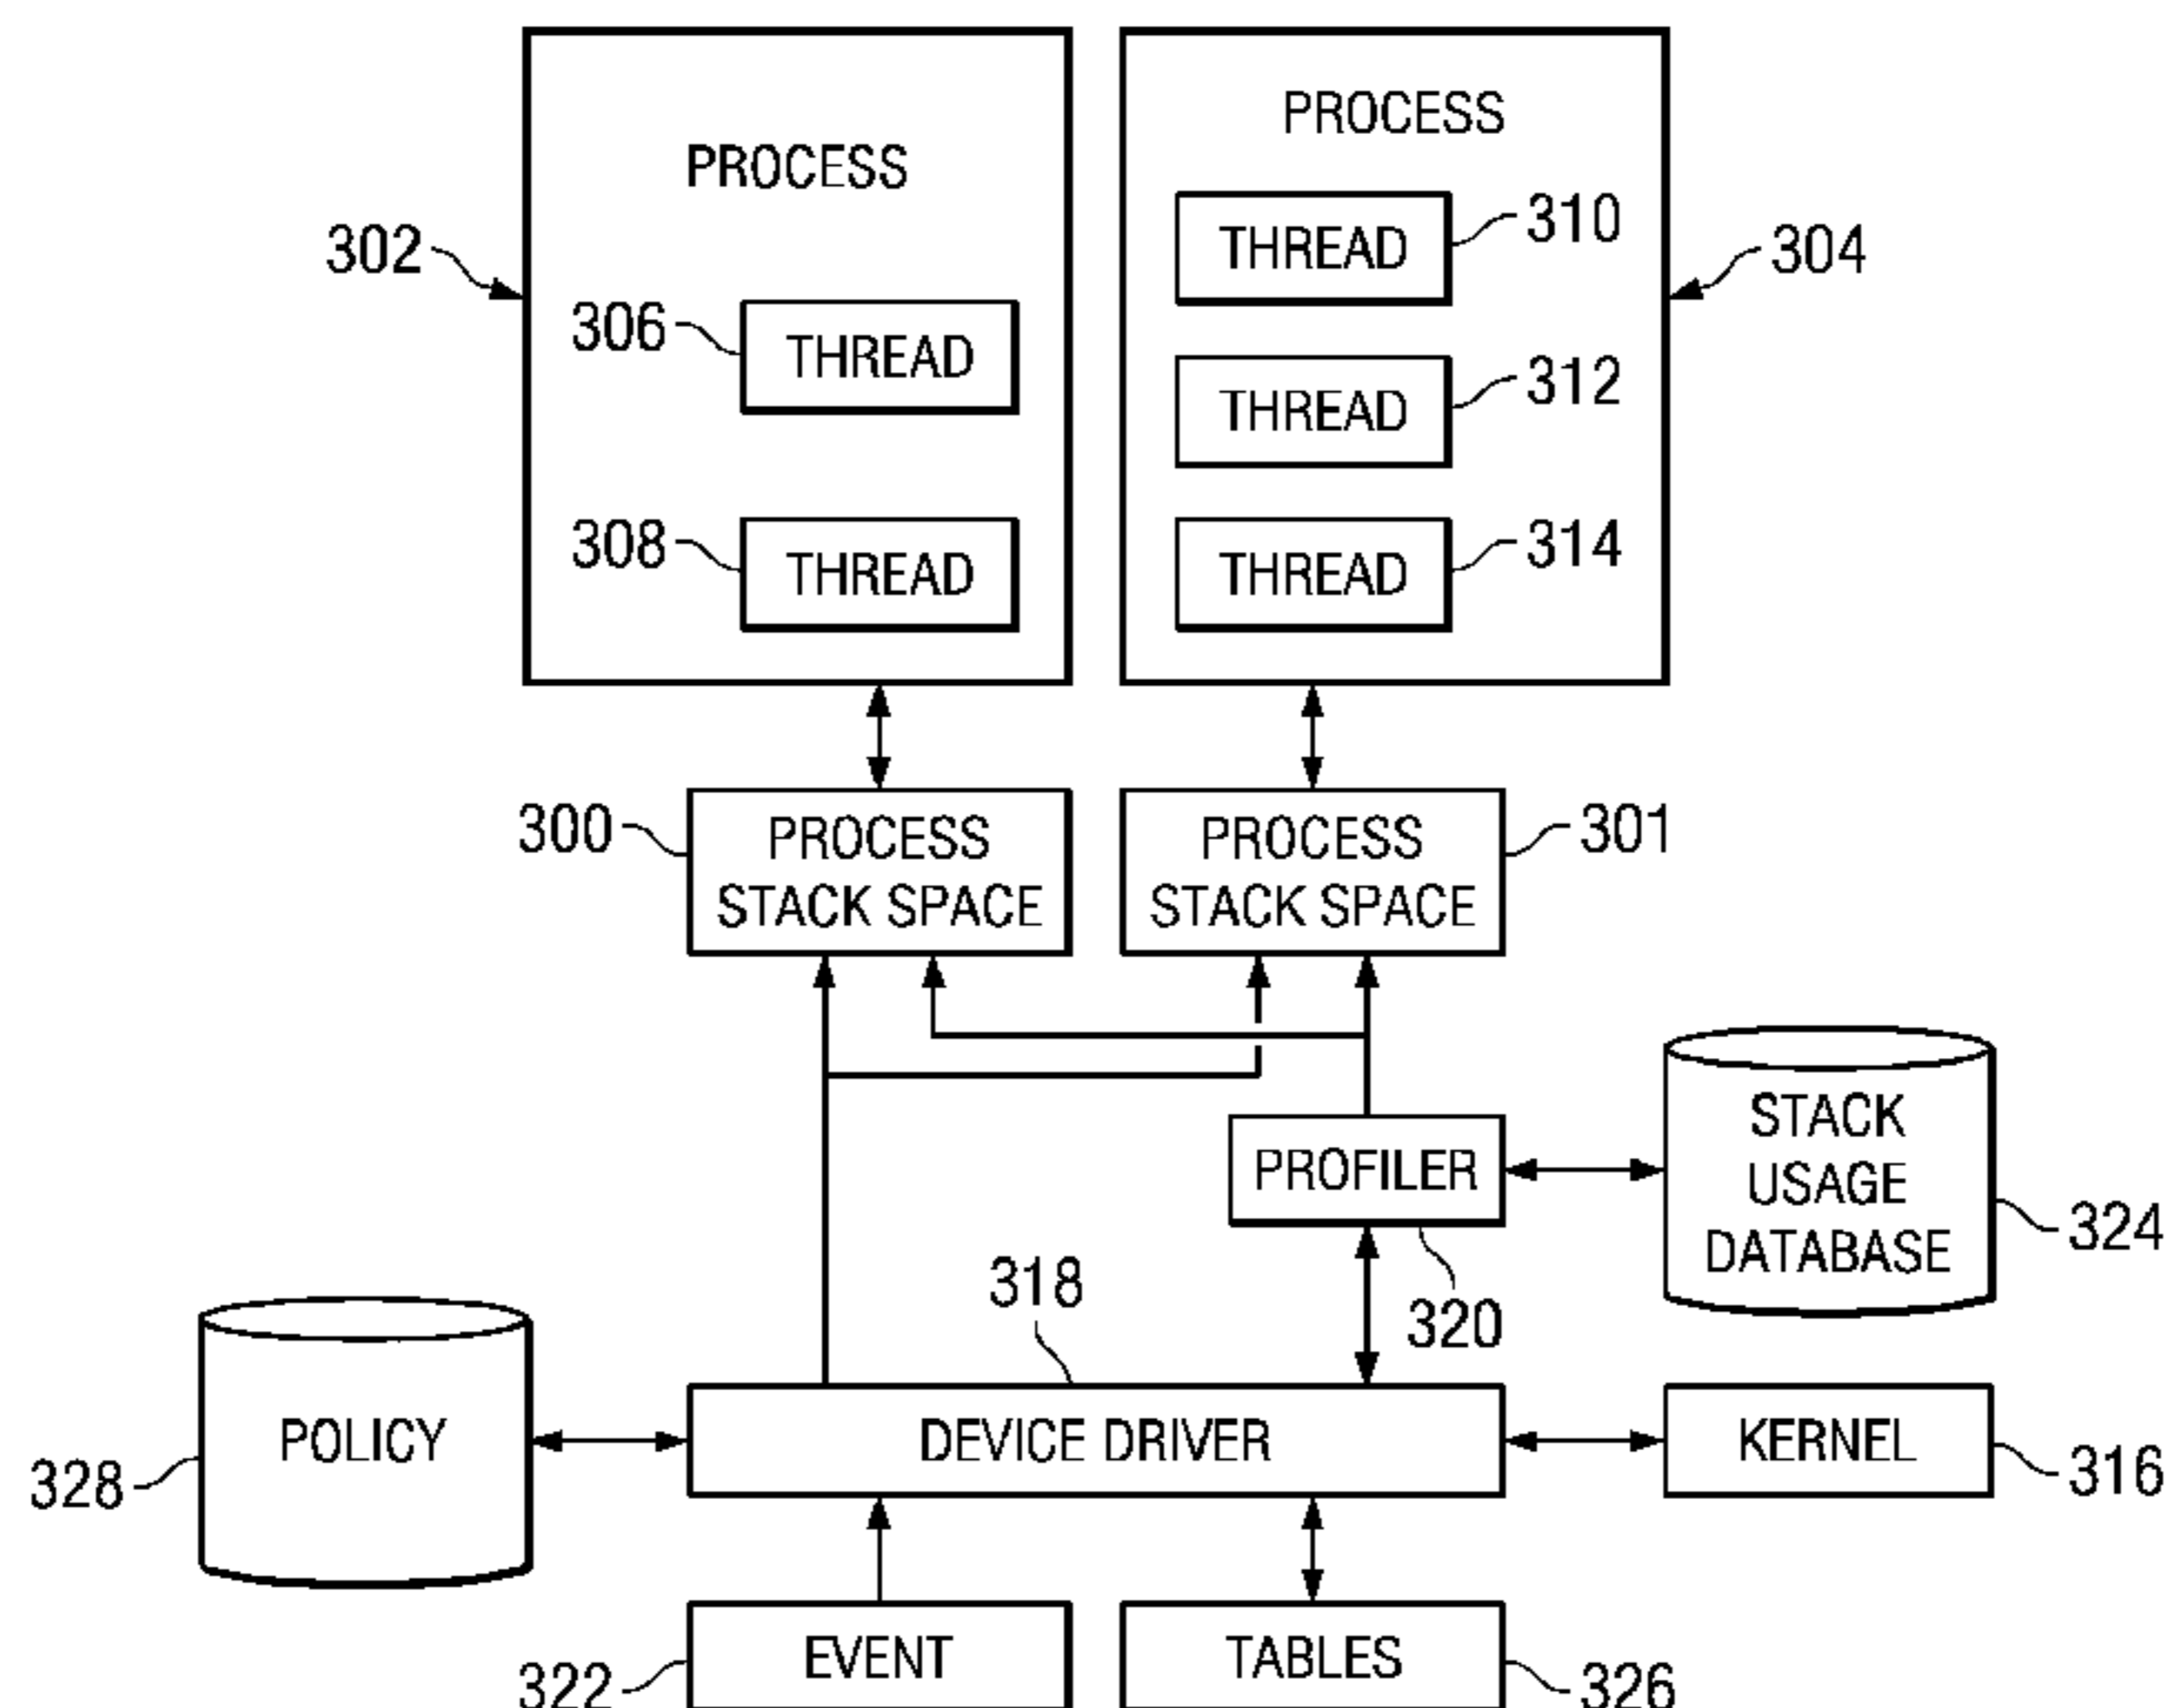 PROCESS
PROCESS
302
304
THREAD
310
306
THREAD
THREAD
312
308
THREAD
THREAD
314
300
PROCESS
STACK SPACE
PROCESS
STACK SPACE
301
PROFILER
STACK
USAGE
DATABASE
324
318
320
POLICY
328
DEVICE DRIVER
KERNEL
316
EVENT
322
TABLES
326